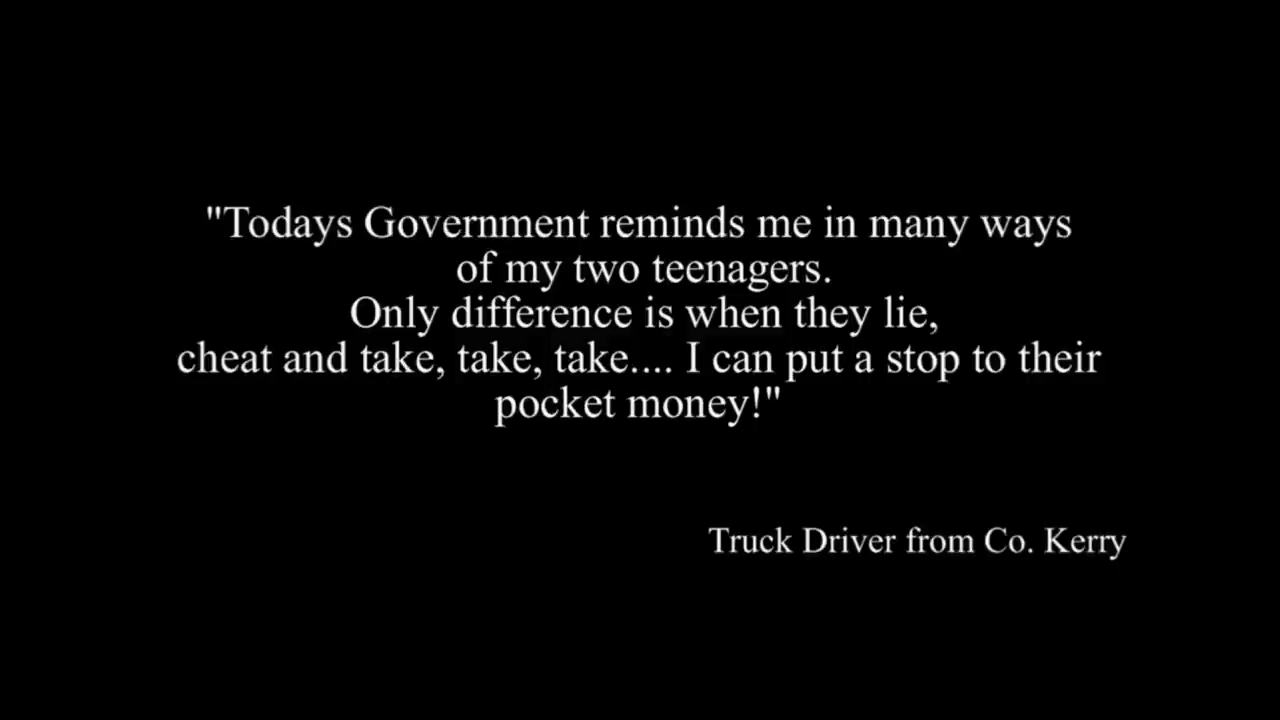 "Todays Government reminds me in many ways
of my two teenagers.
Only difference is when they lie,
cheat and take, take, take.... I can put a stop to their
pocket money!"
Truck Driver from Co. Kerry